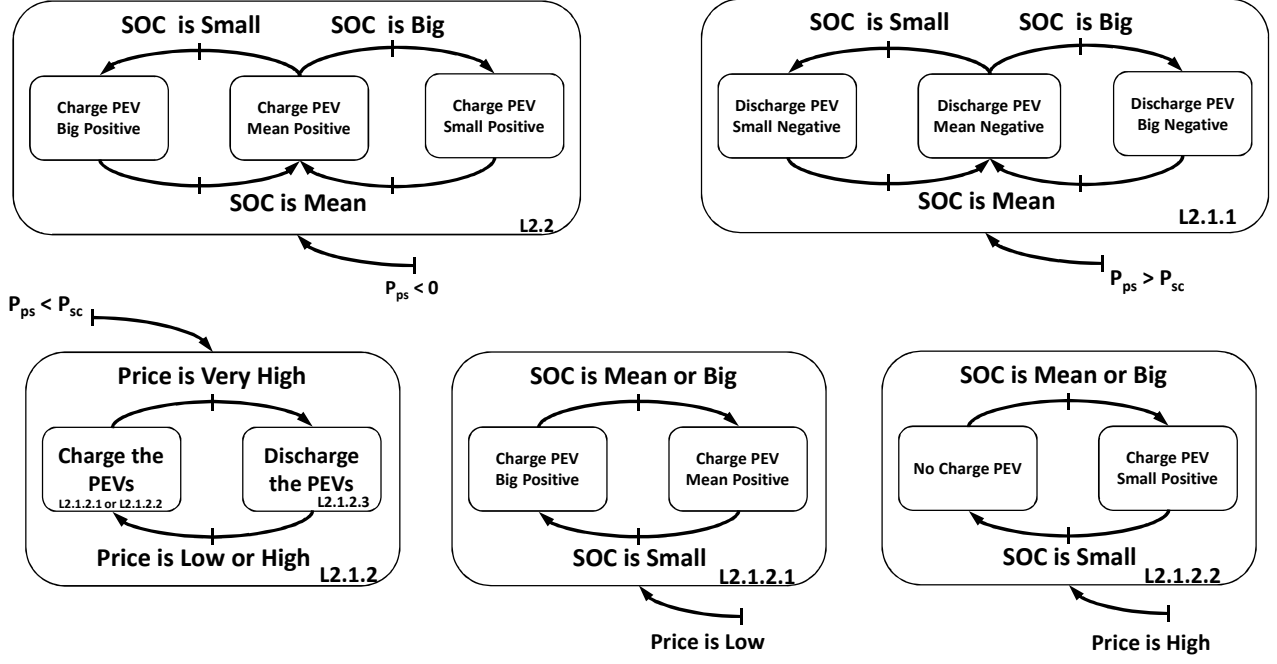 SOC is Small
SOC is Big
Charge PEV
Big Positive
Charge PEV
Mean Positive
Charge PEV
Small Positive
SOC is Mean
L2.2
P_ps < 0
SOC is Small
SOC is Big
Discharge PEV
Small Negative
Discharge PEV
Mean Negative
Discharge PEV
Big Negative
SOC is Mean
L2.1.1
P_ps > P_sc
P_ps < P_sc
Price is Very High
Charge the
PEVs
L2.1.2.1 or L2.1.2.2
Discharge
the PEVs
L2.1.2.3
Price is Low or High
L2.1.2
SOC is Mean or Big
Charge PEV
Big Positive
Charge PEV
Mean Positive
SOC is Small
L2.1.2.1
Price is Low
SOC is Mean or Big
No Charge PEV
Charge PEV
Small Positive
SOC is Small
L2.1.2.2
Price is High